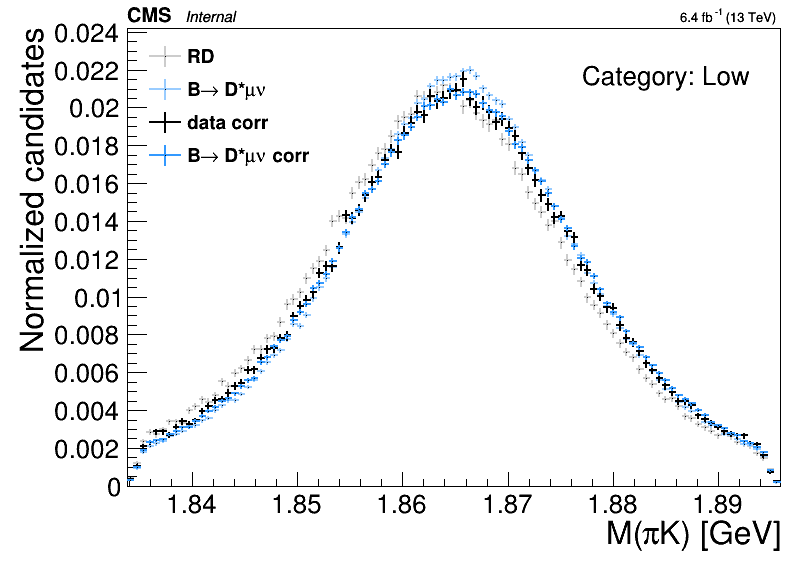 CMS Internal 6.4 fb⁻¹ (13 TeV)
Normalized candidates
0.024
0.022
0.02
0.018
0.016
0.014
0.012
0.01
0.008
0.006
0.004
0.002
0
RD
B→ D*μν
data corr
B→ D*μν corr
Category: Low
1.84 1.85 1.86 1.87 1.88 1.89
M(πK) [GeV]